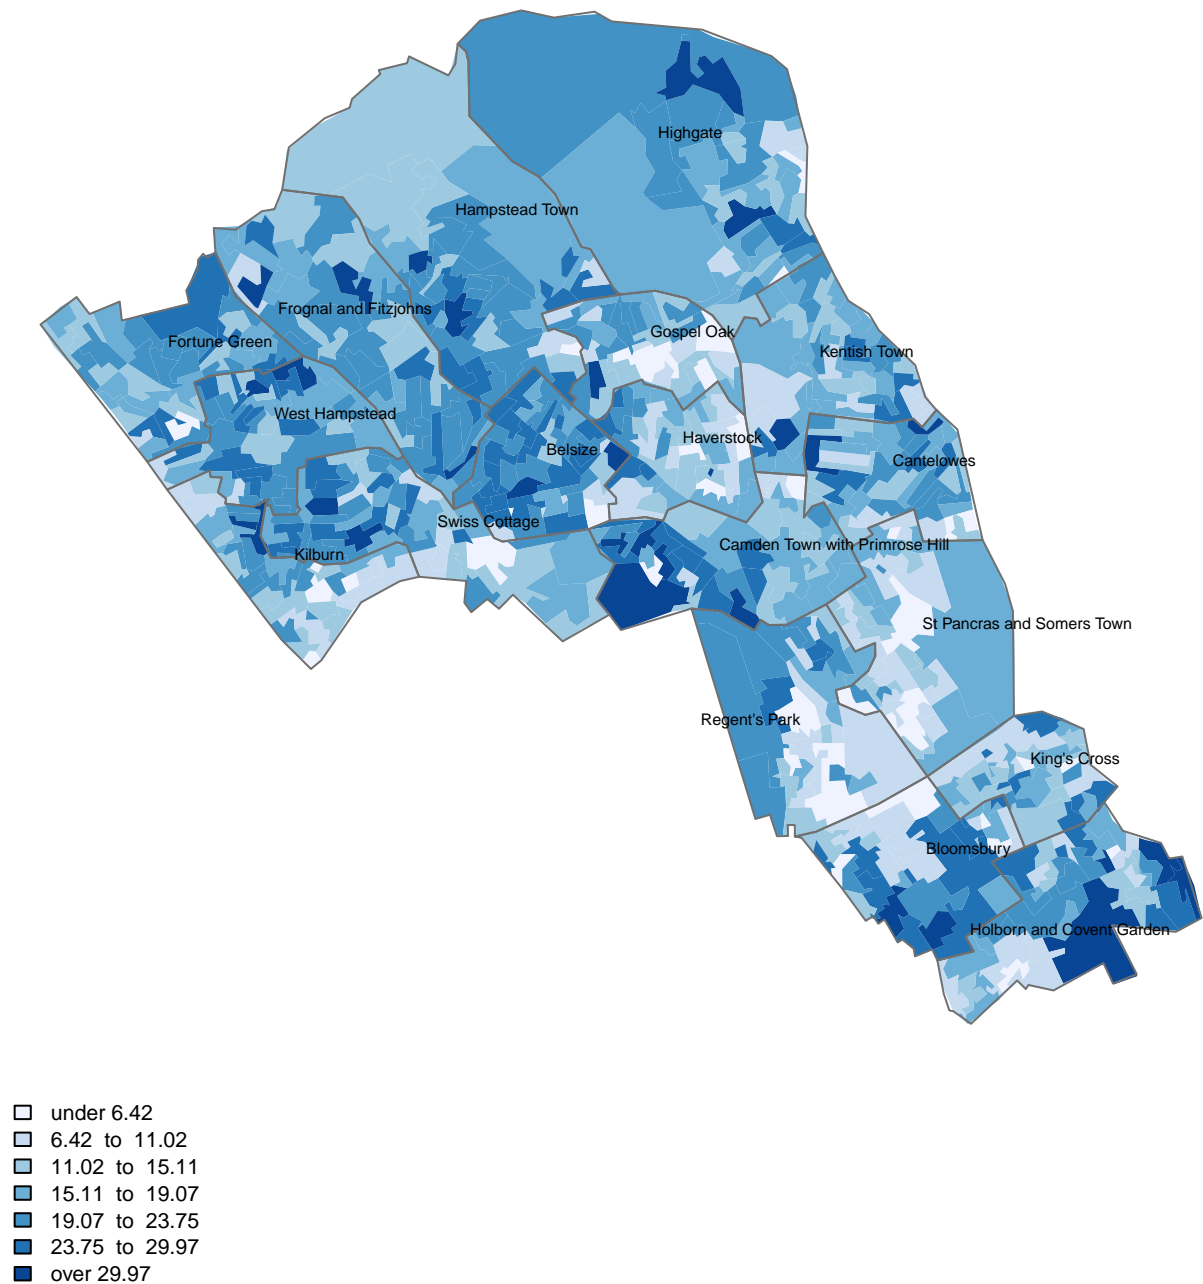 Highgate
Hampstead Town
Frognal and Fitzjohns
Gospel Oak
Fortune Green
Kentish Town
West Hampstead
Haverstock
Belsize
Cantelowes
Swiss Cottage
Camden Town with Primrose Hill
Kilburn
St Pancras and Somers Town
Regent's Park
King's Cross
Bloomsbury
Holborn and Covent Garden
under 6.42
6.42 to 11.02
11.02 to 15.11
15.11 to 19.07
19.07 to 23.75
23.75 to 29.97
over 29.97